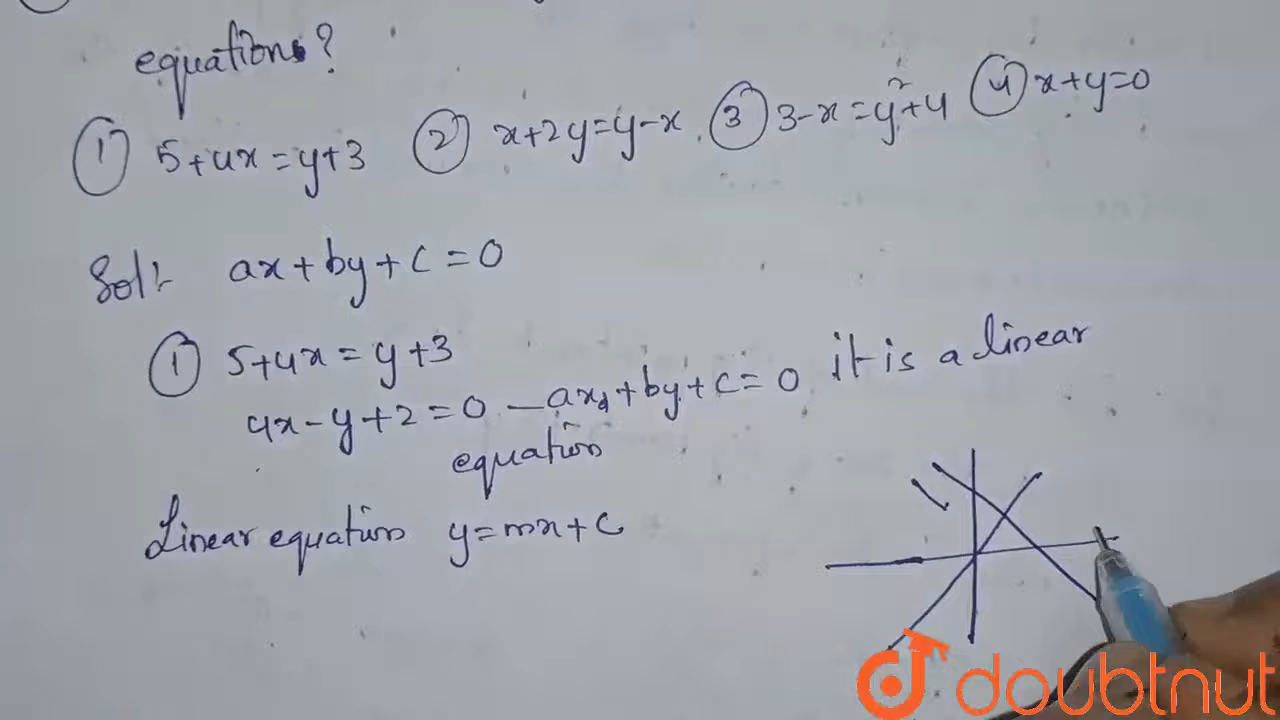 equations?
① 5+4x=y+3 ② x+2y=y-x ③ 3-x=y²+4 ④ x+y=0
Sol:- ax+by+c=0
① 5+4x=y+3
4x-y+2=0 - ax+by+c=0 it is a linear
equation
Linear equation y=mx+c
doubtnut